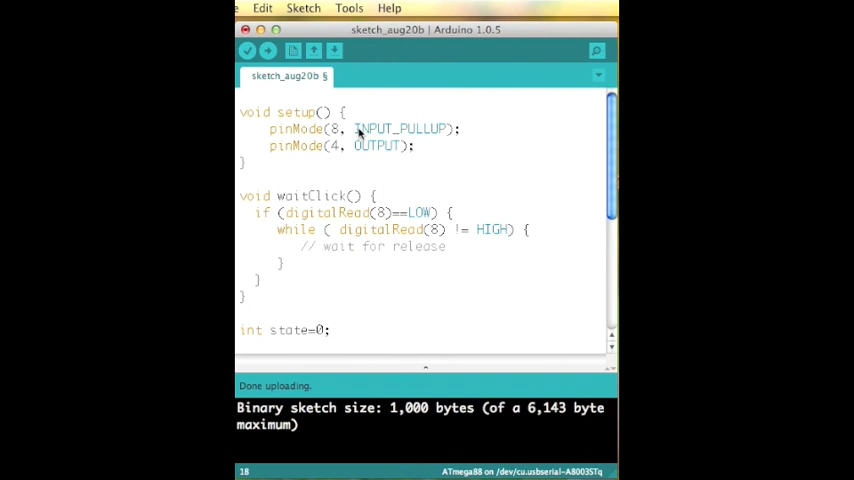 Edit Sketch Tools Help
sketch_aug20b | Arduino 1.0.5
sketch_aug20b §
void setup() {
pinMode(8, INPUT_PULLUP);
pinMode(4, OUTPUT);
}
void waitClick() {
if (digitalRead(8)==LOW) {
while ( digitalRead(8) != HIGH) {
// wait for release
}
}
}
int state=0;
Done uploading.
Binary sketch size: 1,000 bytes (of a 6,143 byte
maximum)
18 ATmega88 on /dev/cu.usbserial-A8003STq